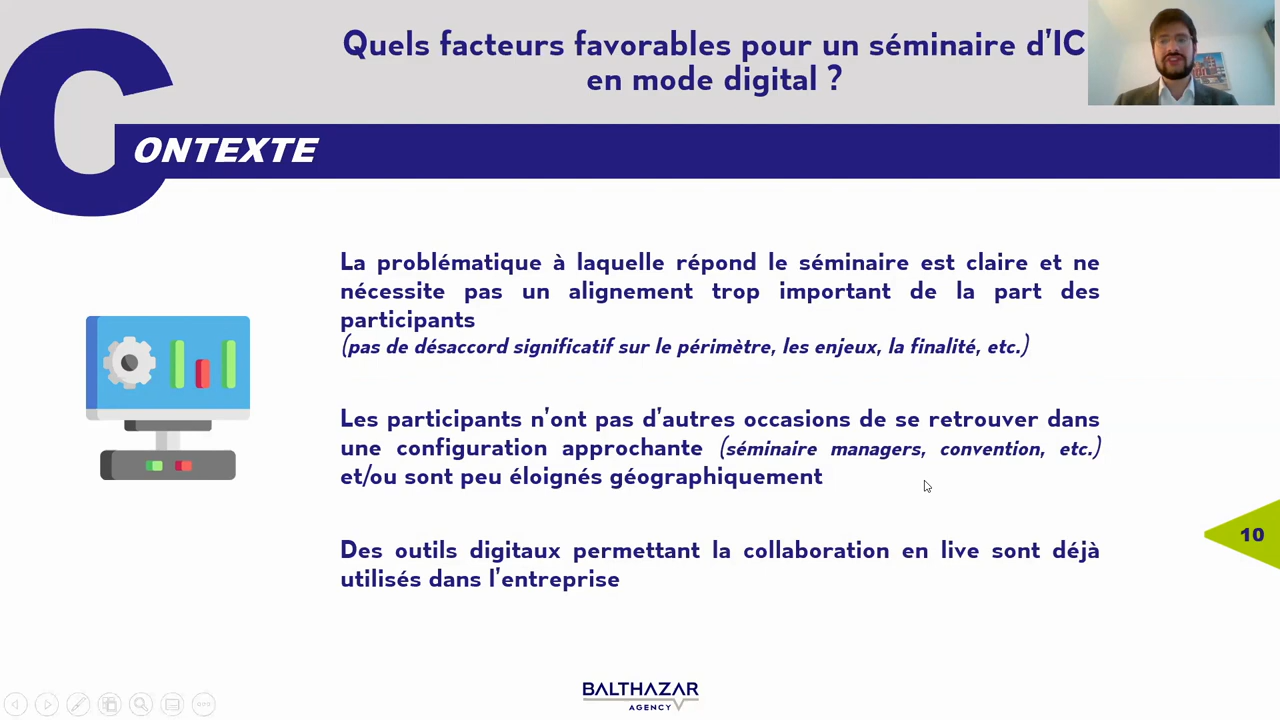 Quels facteurs favorables pour un séminaire d'IC
en mode digital ?
CONTEXTE
La problématique à laquelle répond le séminaire est claire et ne
nécessite pas un alignement trop important de la part des
participants
(pas de désaccord significatif sur le périmètre, les enjeux, la finalité, etc.)
Les participants n'ont pas d'autres occasions de se retrouver dans
une configuration approchante (séminaire managers, convention, etc.)
et/ou sont peu éloignés géographiquement
10
Des outils digitaux permettant la collaboration en live sont déjà
utilisés dans l'entreprise
BALTHAZAR
AGENCY